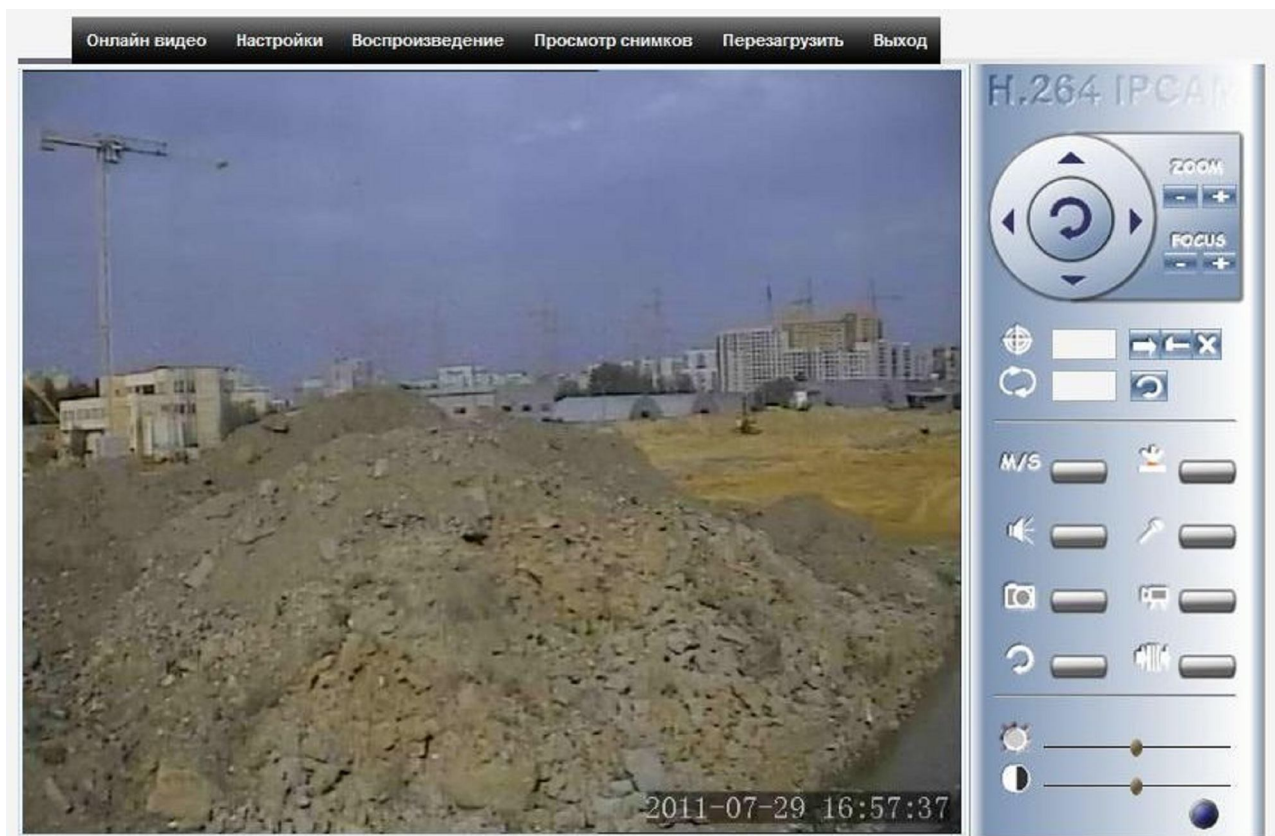 Онлайн видео Настройки Воспроизведение Просмотр снимков Перезагрузить Выход
H.264 IPCAM
ZOOM
- +
FOCUS
- +
M/S
2011-07-29 16:57:37